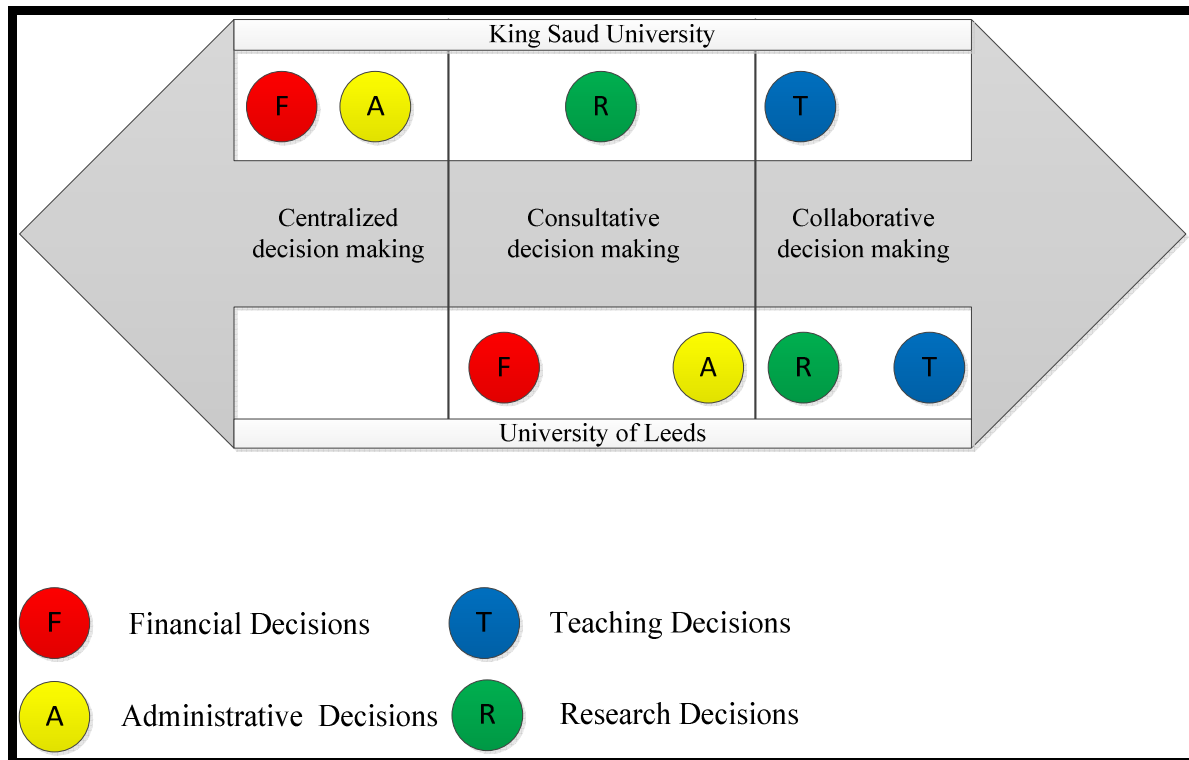 King Saud University
F A R T
Centralized
decision making
Consultative
decision making
Collaborative
decision making
F A R T
University of Leeds
F Financial Decisions
T Teaching Decisions
A Administrative Decisions
R Research Decisions